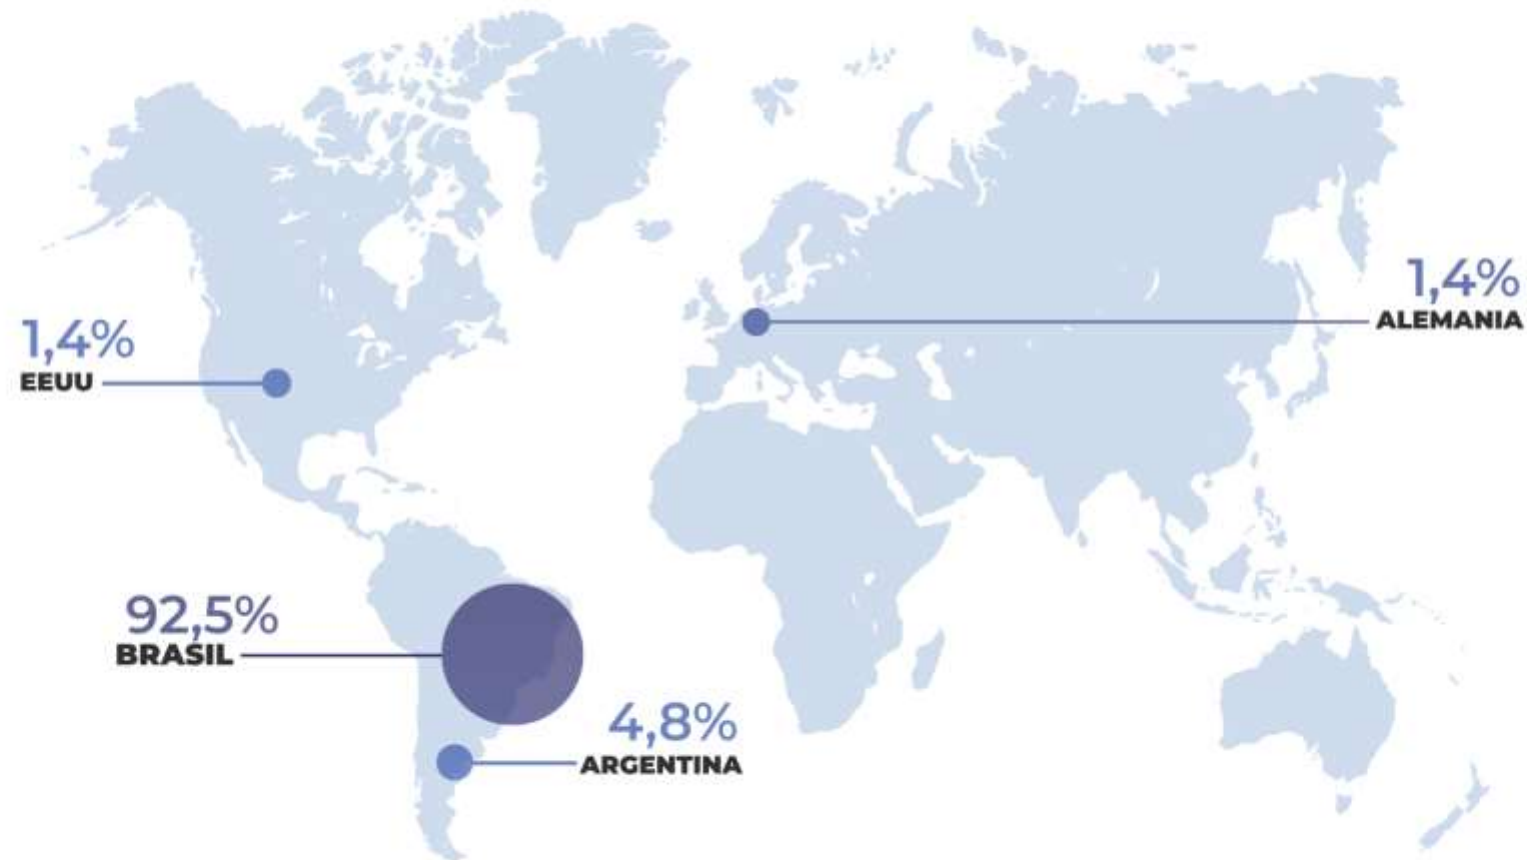 1,4%
ALEMANIA
1,4%
EEUU
92,5%
BRASIL
4,8%
ARGENTINA